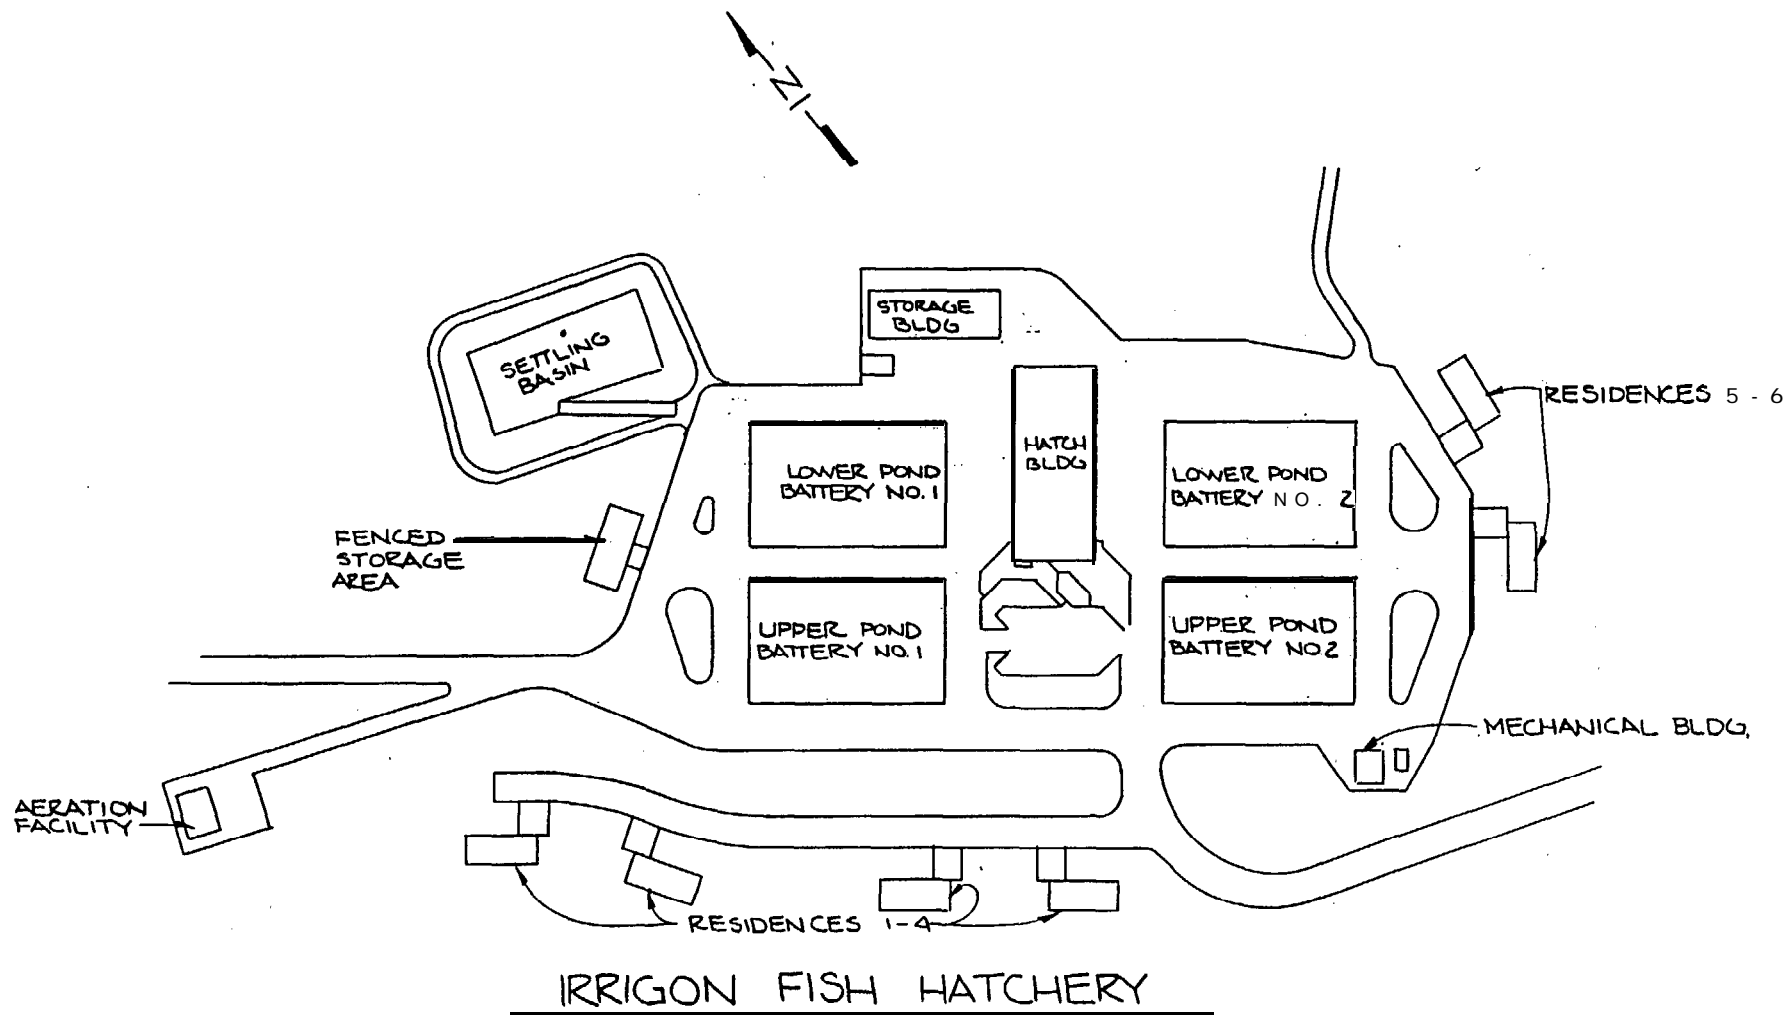 N
STORAGE
BLDG
SETTLING
BASIN
RESIDENCES 5 - 6
HATCH
BLDG
LOWER POND
BATTERY NO. 1
LOWER POND
BATTERY NO. 2
FENCED
STORAGE
AREA
UPPER POND
BATTERY NO. 1
UPPER POND
BATTERY NO. 2
MECHANICAL BLDG.
AERATION
FACILITY
RESIDENCES 1-4
IRRIGON FISH HATCHERY